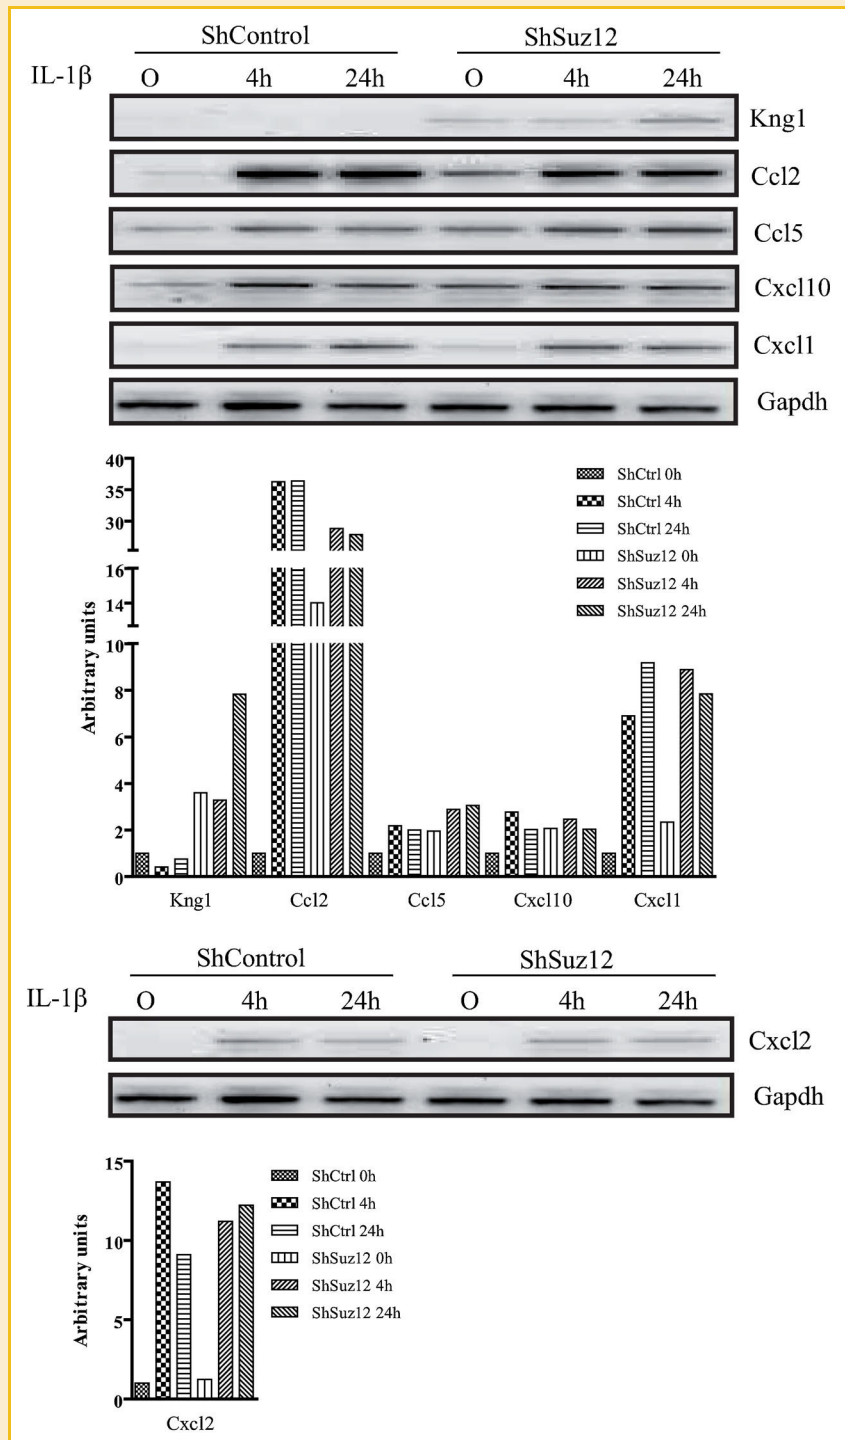 ShControl ShSuz12
IL-1β O 4h 24h O 4h 24h
Kng1
Ccl2
Ccl5
Cxcl10
Cxcl1
Gapdh
40
35
30
16
14
10
8
6
4
2
0
Arbitrary units
ShCtrl 0h
ShCtrl 4h
ShCtrl 24h
ShSuz12 0h
ShSuz12 4h
ShSuz12 24h
Kng1 Ccl2 Ccl5 Cxcl10 Cxcl1
ShControl ShSuz12
IL-1β O 4h 24h O 4h 24h
Cxcl2
Gapdh
15
10
5
0
Arbitrary units
ShCtrl 0h
ShCtrl 4h
ShCtrl 24h
ShSuz12 0h
ShSuz12 4h
ShSuz12 24h
Cxcl2